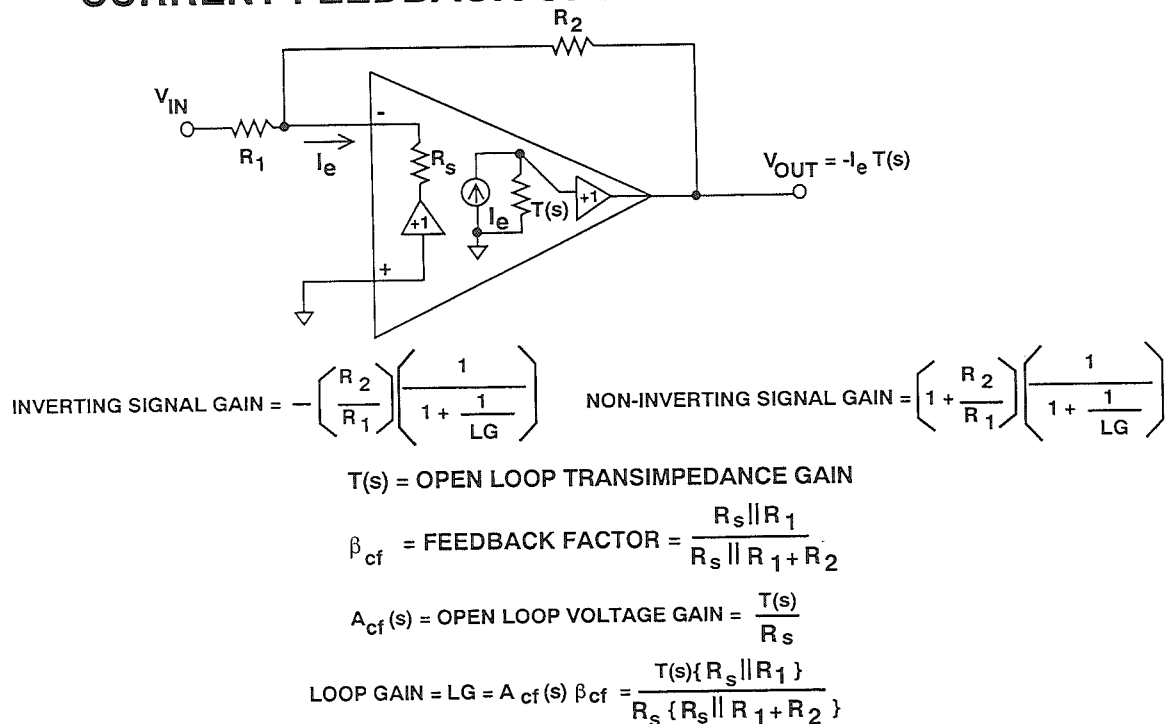 R2
VIN
R1
Ie
-
Rs
+1
+
Ie
T(s)
+1
VOUT = -Ie T(s)
INVERTING SIGNAL GAIN = -(R2/R1)(1/(1 + 1/LG))
NON-INVERTING SIGNAL GAIN = (1 + R2/R1)(1/(1 + 1/LG))
T(s) = OPEN LOOP TRANSIMPEDANCE GAIN
βcf = FEEDBACK FACTOR = Rs||R1 / Rs || R1 + R2
Acf (s) = OPEN LOOP VOLTAGE GAIN = T(s) / Rs
LOOP GAIN = LG = Acf (s) βcf = T(s){Rs||R1} / Rs {Rs|| R1 + R2}